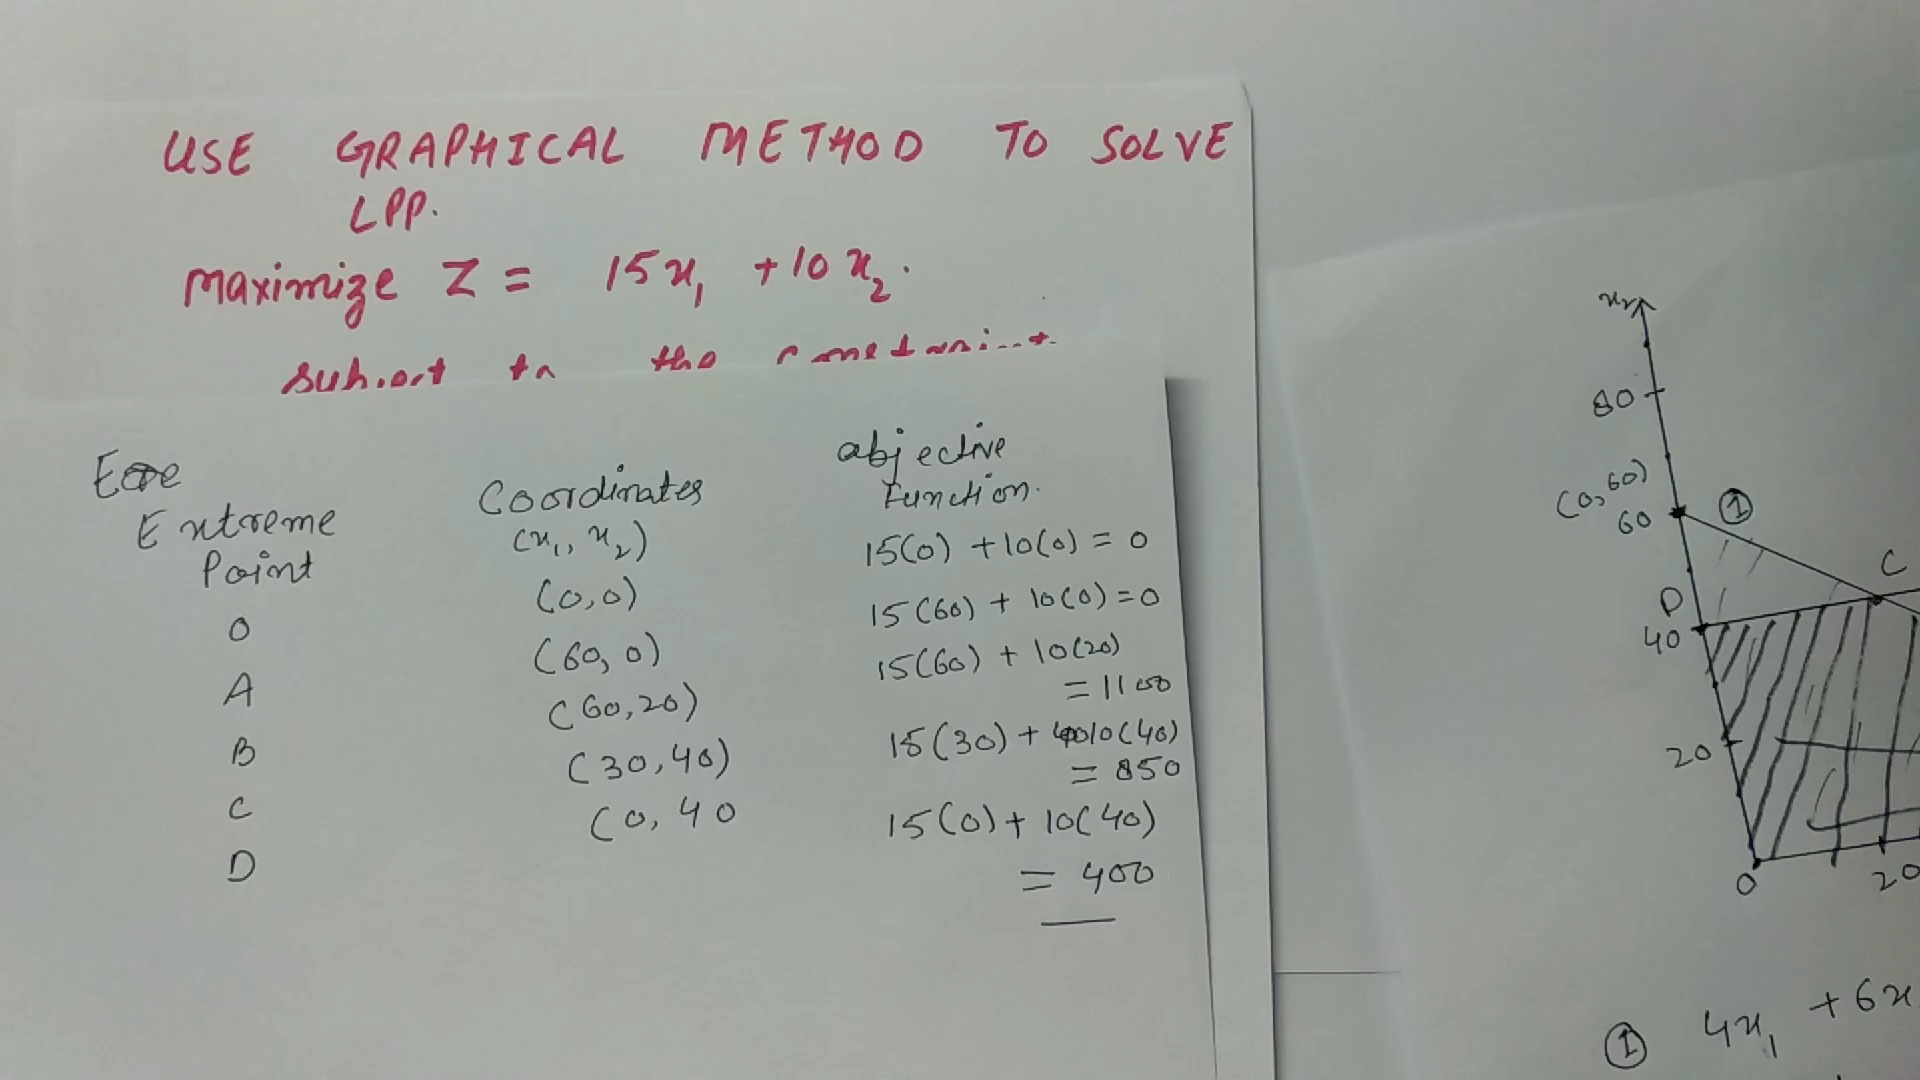 USE GRAPHICAL METHOD TO SOLVE
LPP.
Maximize Z = 15x₁ + 10x₂.
Extreme
Point
O
A
B
C
D
Coordinates
(x₁, x₂)
(0,0)
(60, 0)
(60,20)
(30,40)
(0, 40
abjective
Function.
15(0) + 10(0) = 0
15(60) + 10(0) = 0
15(60) + 10(20)
= 1100
15(30) + 10(40)
= 850
15(0) + 10(40)
= 400
x₂
80
(0, 60)
60
①
C
D
40
20
O
20
① 4x₁ + 6x